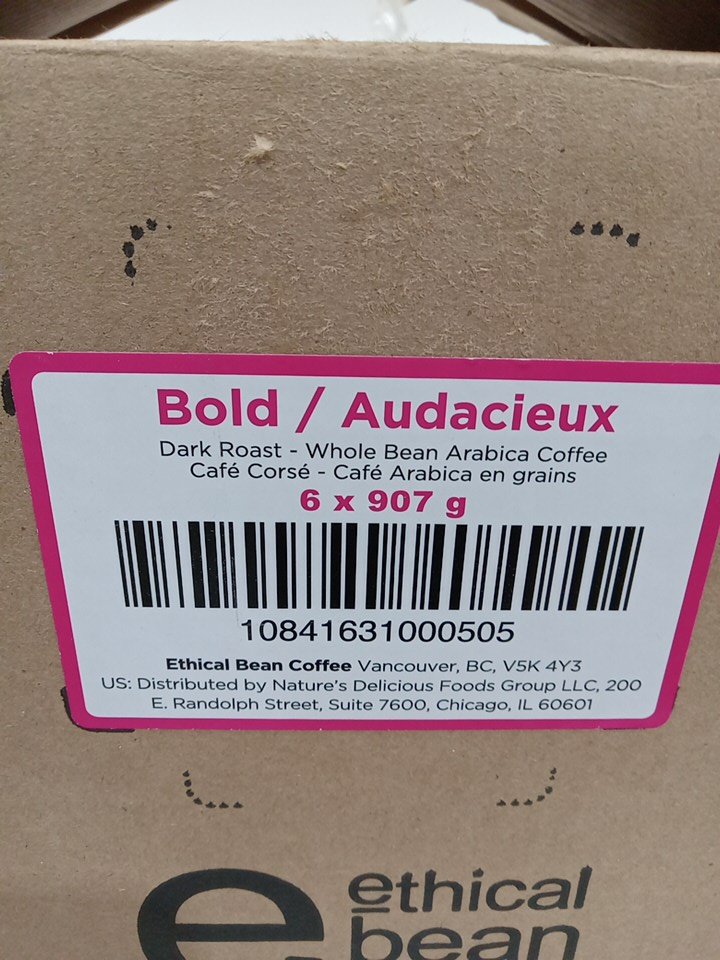 Bold / Audacieux
Dark Roast - Whole Bean Arabica Coffee
Café Corsé - Café Arabica en grains
6 x 907 g
10841631000505
Ethical Bean Coffee Vancouver, BC, V5K 4Y3
US: Distributed by Nature's Delicious Foods Group LLC, 200
E. Randolph Street, Suite 7600, Chicago, IL 60601
e
ethical
bean